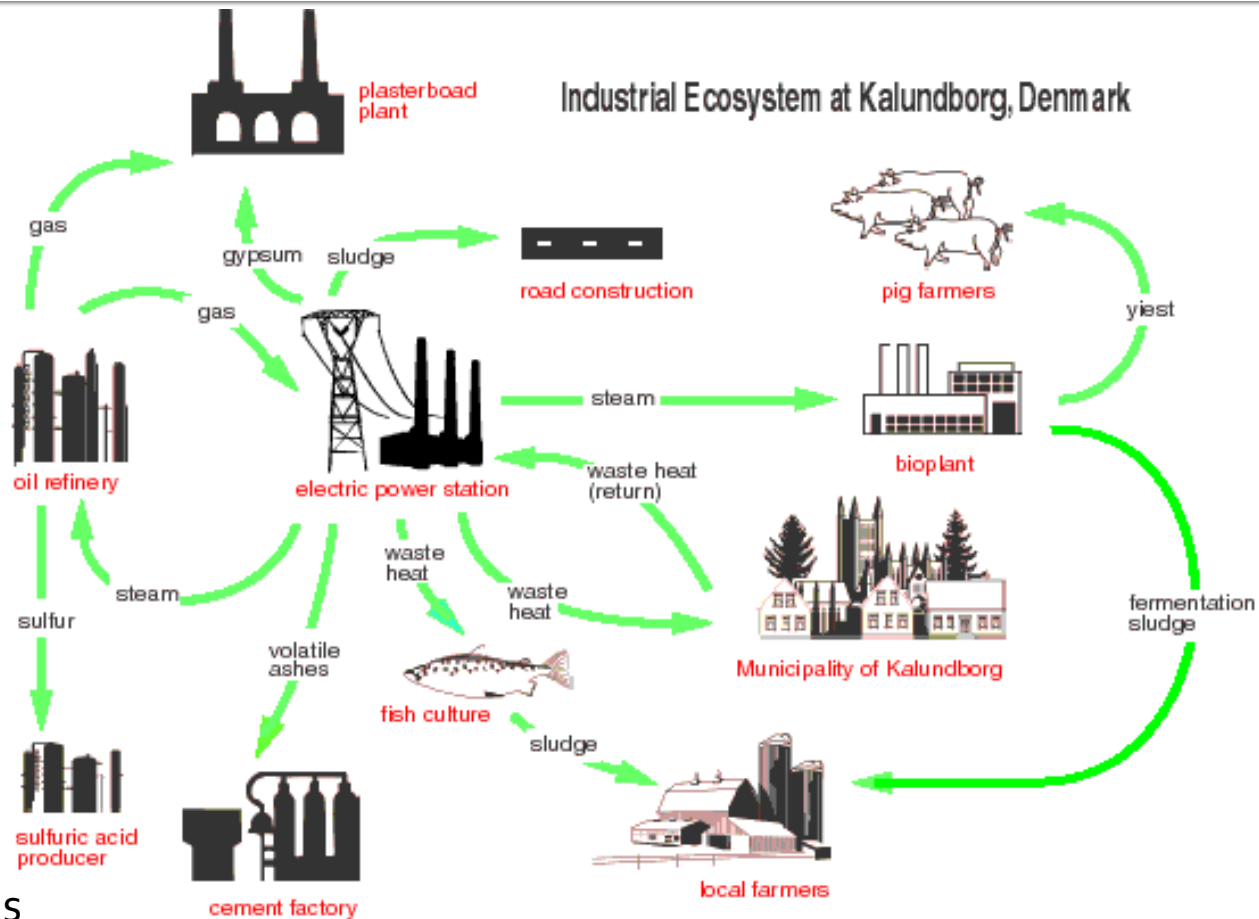 plasterboad
plant
Industrial Ecosystem at Kalundborg, Denmark
gas
gypsum
sludge
road construction
pig farmers
yiest
gas
steam
bioplant
oil refinery
electric power station
waste heat
(return)
waste
heat
steam
waste
heat
sulfur
fermentation
sludge
volatile
ashes
Municipality of Kalundborg
fish culture
sludge
sulfuric acid
producer
local farmers
cement factory
s